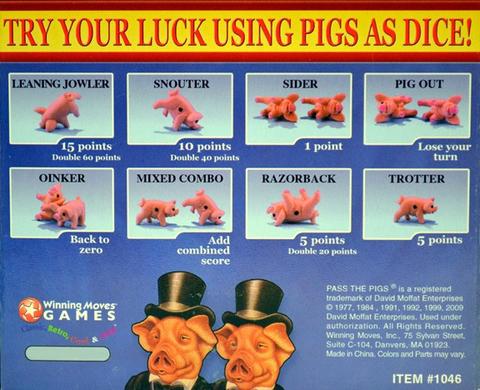 TRY YOUR LUCK USING PIGS AS DICE!
LEANING JOWLER
15 points
Double 60 points
SNOUTER
10 points
Double 40 points
SIDER
1 point
PIG OUT
Lose your
turn
OINKER
Back to
zero
MIXED COMBO
Add
combined
score
RAZORBACK
5 points
Double 20 points
TROTTER
5 points
Winning Moves
GAMES
Classic, Retro, Cool & Fun
PASS THE PIGS ® is a registered
trademark of David Moffat Enterprises
© 1977, 1984 , 1991, 1992, 1999, 2009
David Moffat Enterprises. Used under
authorization. All Rights Reserved.
Winning Moves, Inc., 75 Sylvan Street,
Suite C-104, Danvers, MA 01923.
Made in China. Colors and Parts may vary.
ITEM #1046